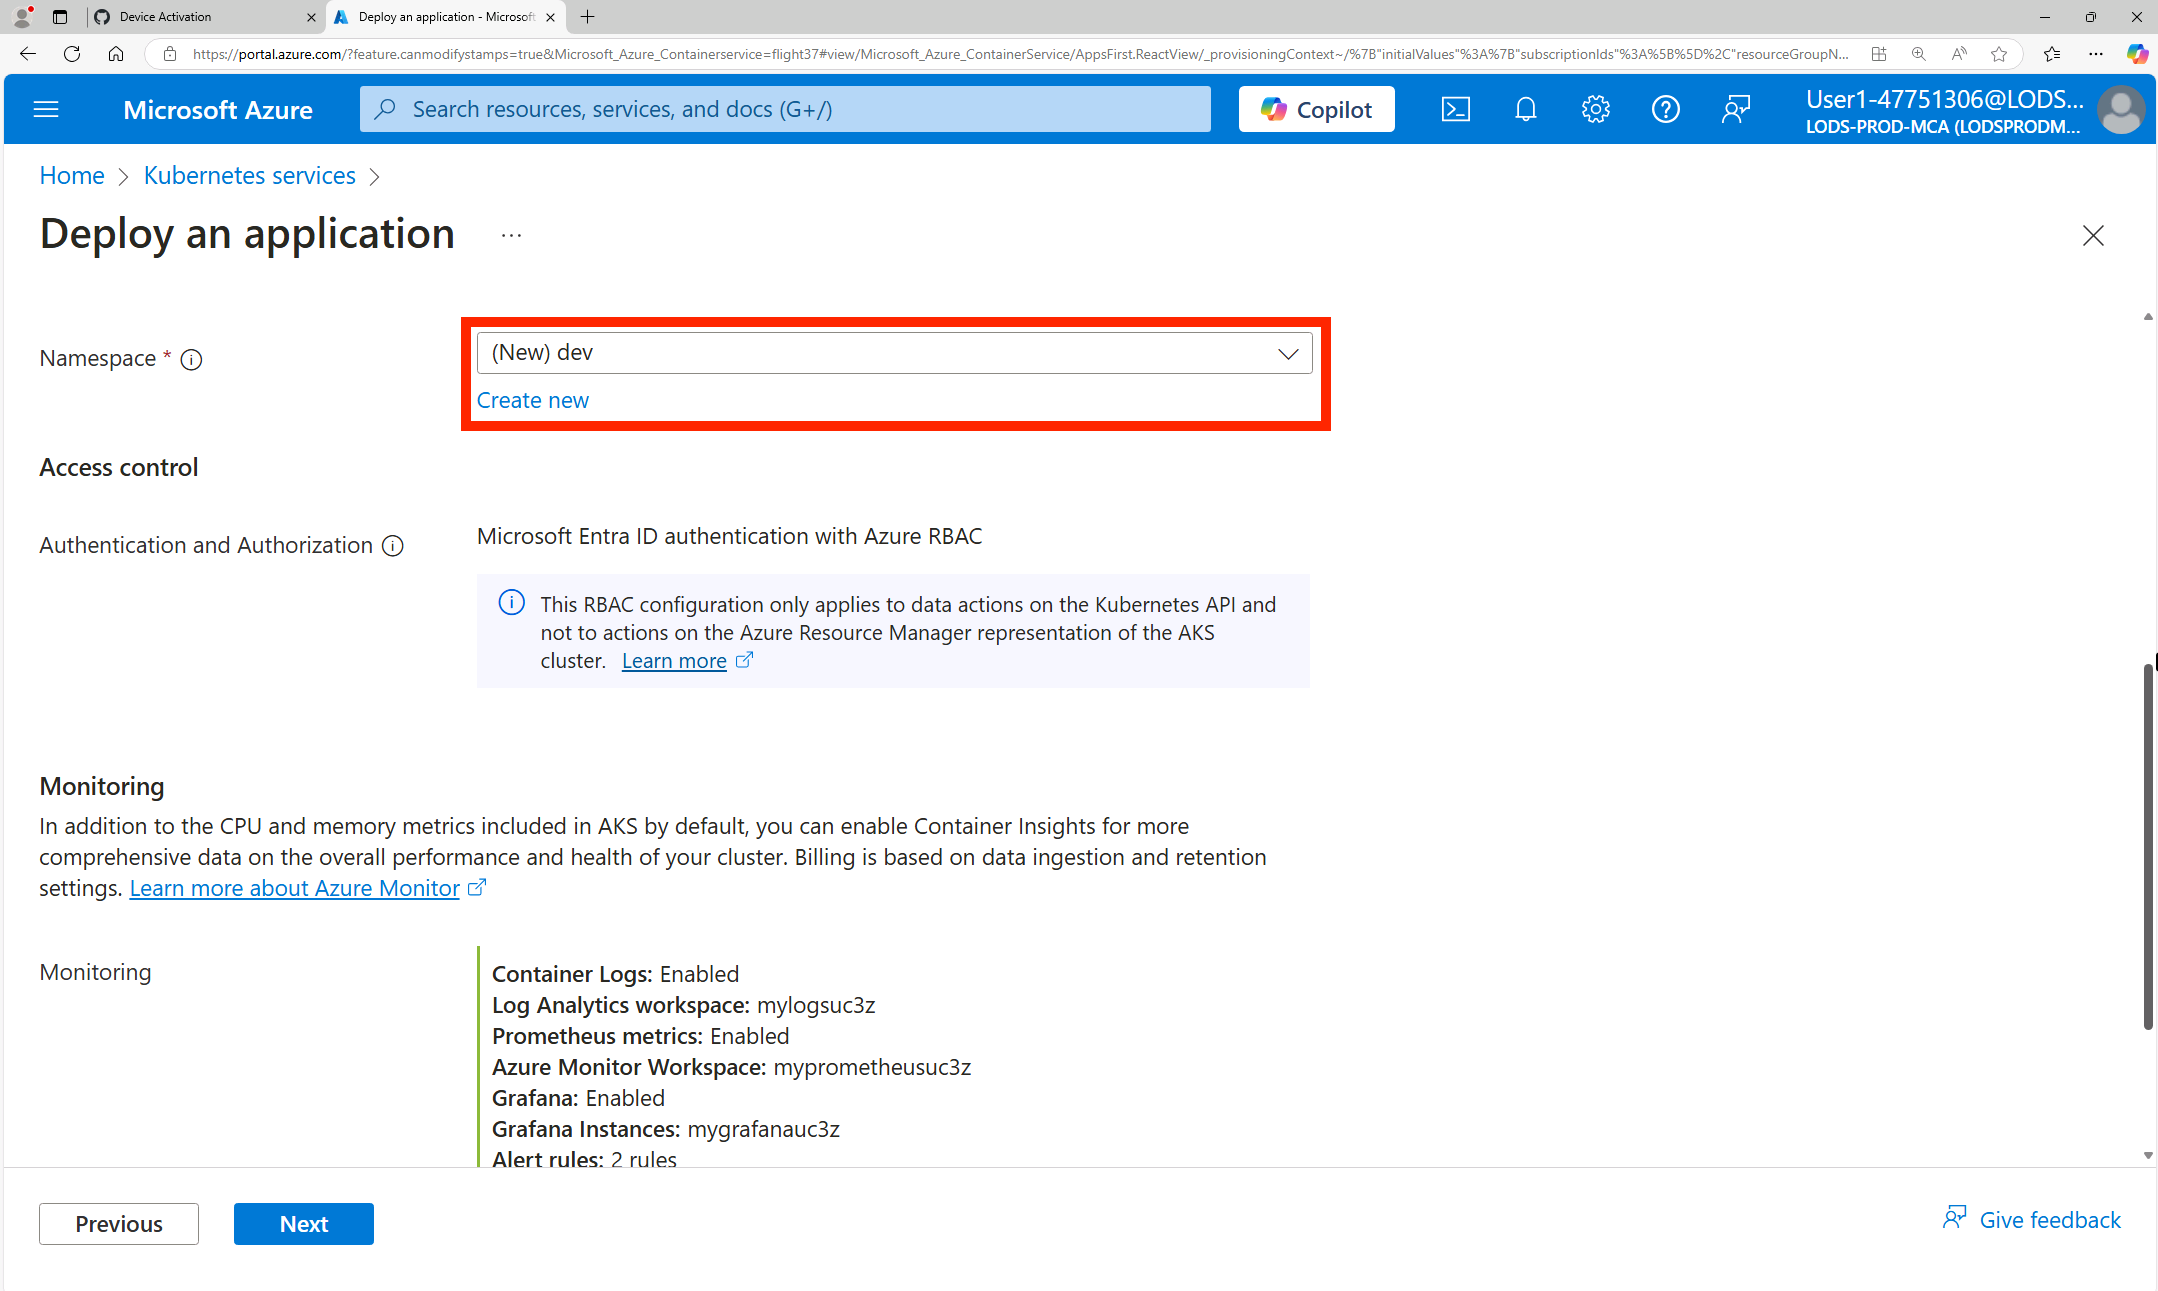 Device Activation
Deploy an application - Microsoft
https://portal.azure.com/?feature.canmodifystamps=true&Microsoft_Azure_Containerservice=flight37#view/Microsoft_Azure_ContainerService/AppsFirst.ReactView/_provisioningContext~/%7B"initialValues"%3A%7B"subscriptionIds"%3A%5B%5D%2C"resourceGroupN...
Microsoft Azure
Search resources, services, and docs (G+/)
Copilot
User1-47751306@LODS...
LODS-PROD-MCA (LODSPRODM...
Home > Kubernetes services >
Deploy an application ...
Namespace *
(New) dev
Create new
Access control
Authentication and Authorization
Microsoft Entra ID authentication with Azure RBAC
This RBAC configuration only applies to data actions on the Kubernetes API and
not to actions on the Azure Resource Manager representation of the AKS
cluster. Learn more
Monitoring
In addition to the CPU and memory metrics included in AKS by default, you can enable Container Insights for more
comprehensive data on the overall performance and health of your cluster. Billing is based on data ingestion and retention
settings. Learn more about Azure Monitor
Monitoring
Container Logs: Enabled
Log Analytics workspace: mylogsuc3z
Prometheus metrics: Enabled
Azure Monitor Workspace: myprometheusuc3z
Grafana: Enabled
Grafana Instances: mygrafanauc3z
Alert rules: 2 rules
Previous
Next
Give feedback